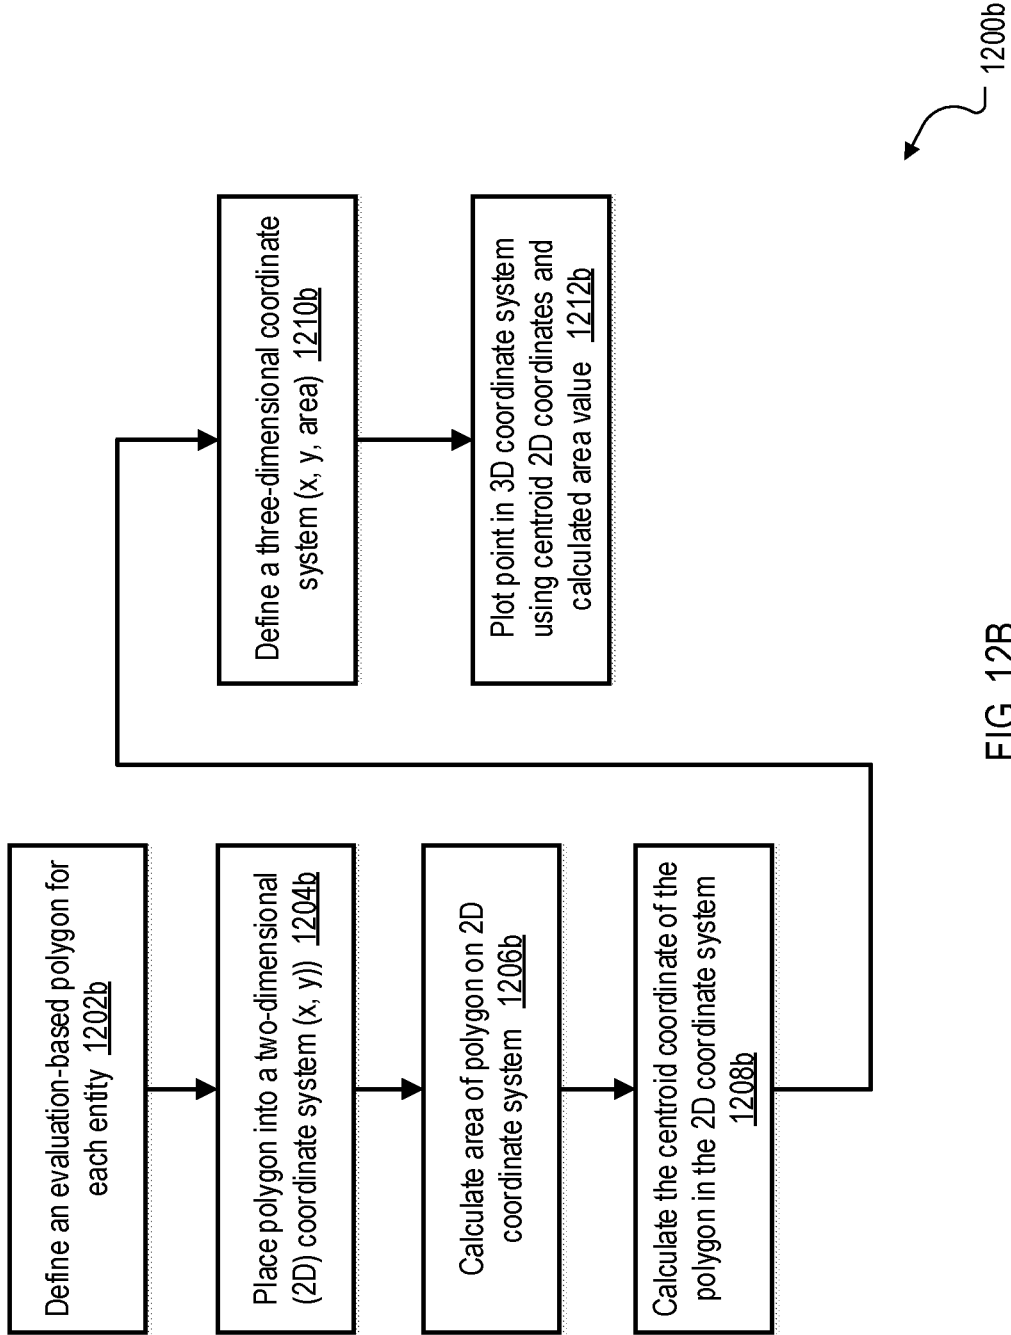 Define an evaluation-based polygon for
each entity 1202b
Place polygon into a two-dimensional
(2D) coordinate system (x, y)) 1204b
Calculate area of polygon on 2D
coordinate system 1206b
Calculate the centroid coordinate of the
polygon in the 2D coordinate system
1208b
Define a three-dimensional coordinate
system (x, y, area) 1210b
Plot point in 3D coordinate system
using centroid 2D coordinates and
calculated area value 1212b
1200b
FIG. 12B